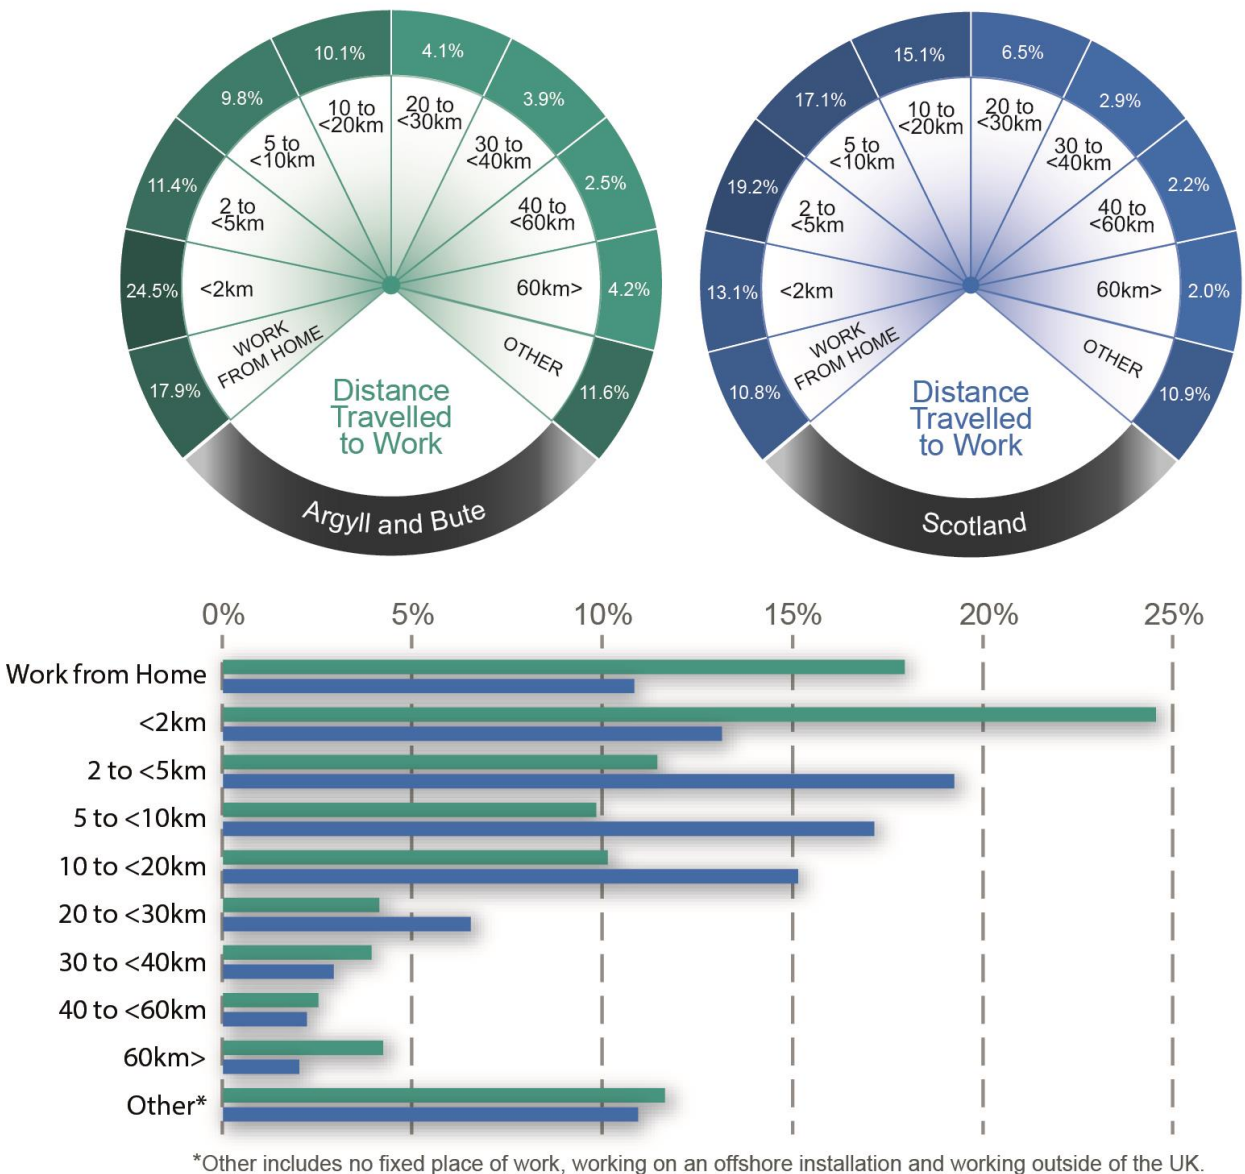 10.1%
4.1%
9.8%
3.9%
11.4%
2.5%
24.5%
4.2%
17.9%
11.6%
10 to
<20km
20 to
<30km
5 to
<10km
30 to
<40km
2 to
<5km
40 to
<60km
<2km
60km>
WORK
FROM HOME
OTHER
Distance
Travelled
to Work
Argyll and Bute
15.1%
6.5%
17.1%
2.9%
19.2%
2.2%
13.1%
2.0%
10.8%
10.9%
10 to
<20km
20 to
<30km
5 to
<10km
30 to
<40km
2 to
<5km
40 to
<60km
<2km
60km>
WORK
FROM HOME
OTHER
Distance
Travelled
to Work
Scotland
0% 5% 10% 15% 20% 25%
Work from Home
<2km
2 to <5km
5 to <10km
10 to <20km
20 to <30km
30 to <40km
40 to <60km
60km>
Other*
*Other includes no fixed place of work, working on an offshore installation and working outside of the UK.